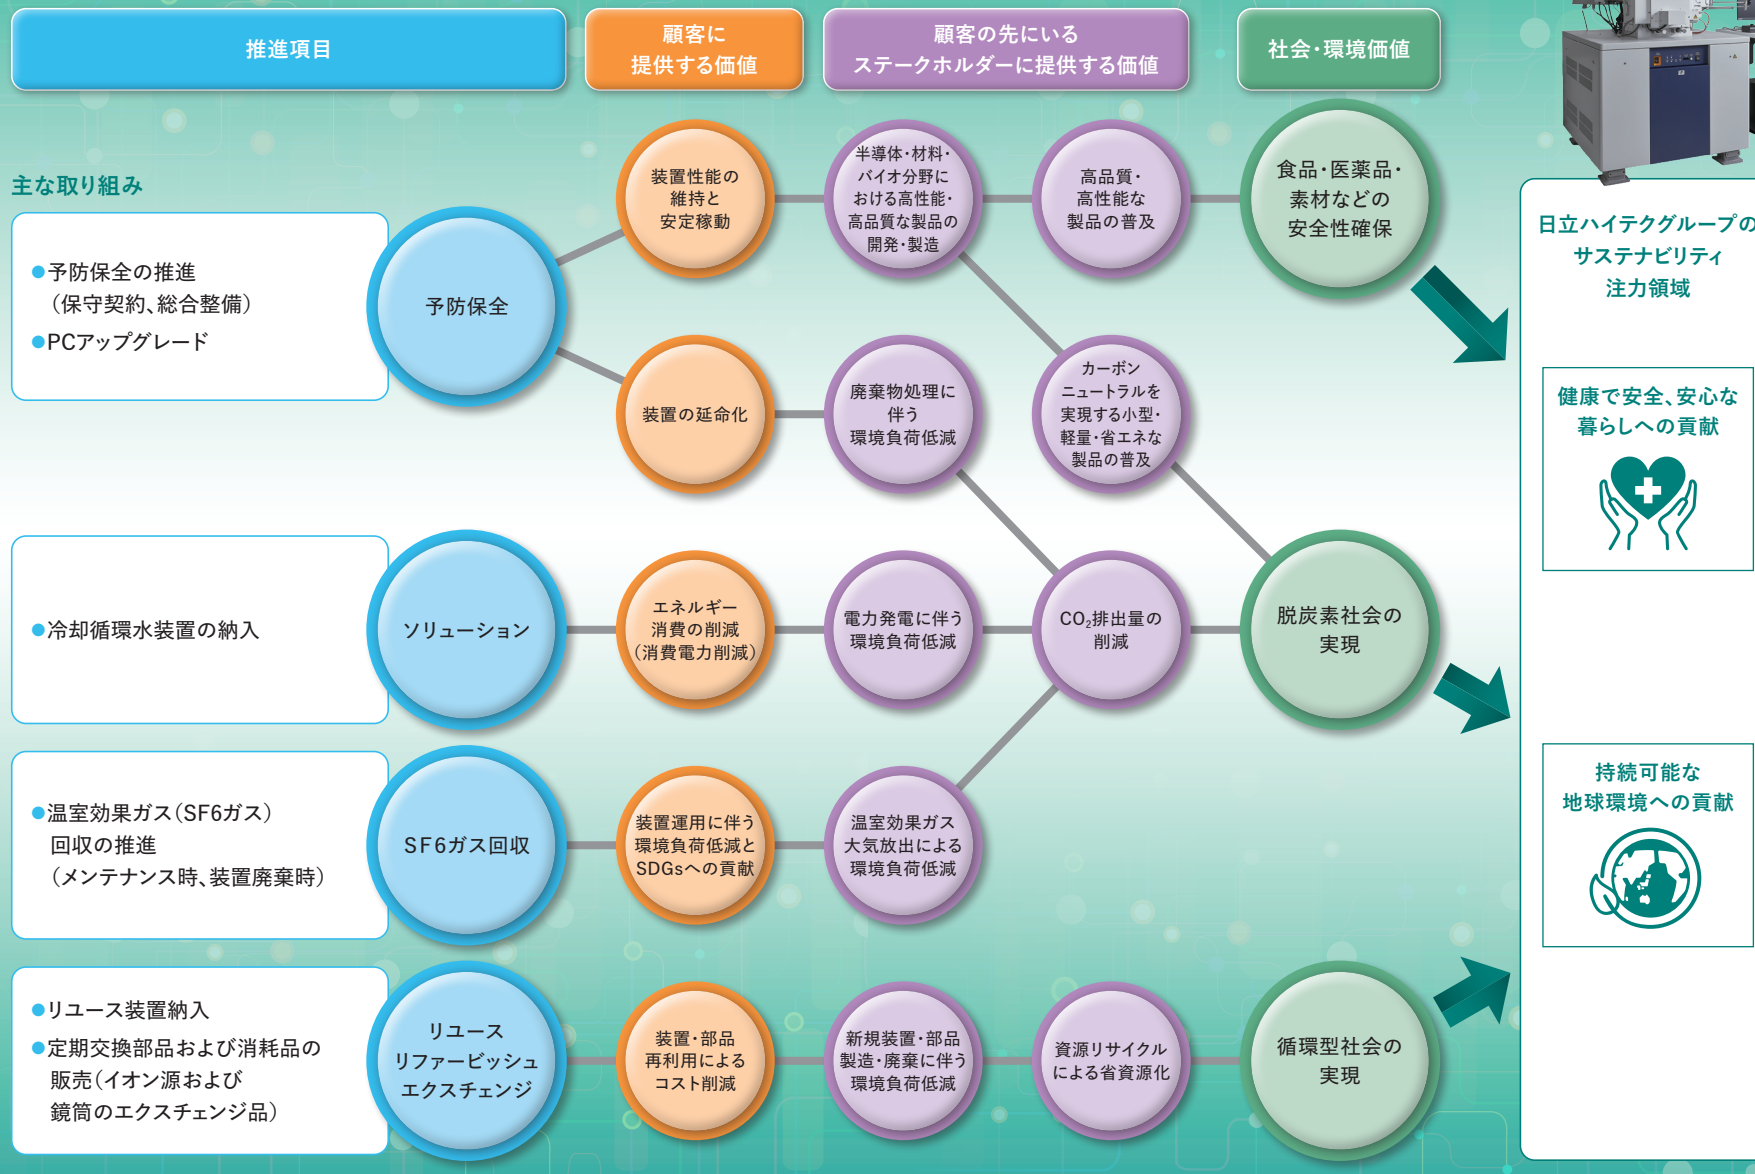 推進項目
顧客に
提供する価値
顧客の先にいる
ステークホルダーに提供する価値
社会・環境価値
主な取り組み
●予防保全の推進
（保守契約、総合整備）
●PCアップグレード
予防保全
装置性能の
維持と
安定稼動
半導体・材料・
バイオ分野に
おける高性能・
高品質な製品の
開発・製造
高品質・
高性能な
製品の普及
食品・医薬品・
素材などの
安全性確保
装置の延命化
廃棄物処理に
伴う
環境負荷低減
カーボン
ニュートラルを
実現する小型・
軽量・省エネな
製品の普及
●冷却循環水装置の納入
ソリューション
エネルギー
消費の削減
（消費電力削減）
電力発電に伴う
環境負荷低減
CO₂排出量の
削減
脱炭素社会の
実現
●温室効果ガス（SF6ガス）
回収の推進
（メンテナンス時、装置廃棄時）
SF6ガス回収
装置運用に伴う
環境負荷低減と
SDGsへの貢献
温室効果ガス
大気放出による
環境負荷低減
●リユース装置納入
●定期交換部品および消耗品の
販売（イオン源および
鏡筒のエクスチェンジ品）
リユース
リファービッシュ
エクスチェンジ
装置・部品
再利用による
コスト削減
新規装置・部品
製造・廃棄に伴う
環境負荷低減
資源リサイクル
による省資源化
循環型社会の
実現
日立ハイテクグループの
サステナビリティ
注力領域
健康で安全、安心な
暮らしへの貢献
持続可能な
地球環境への貢献